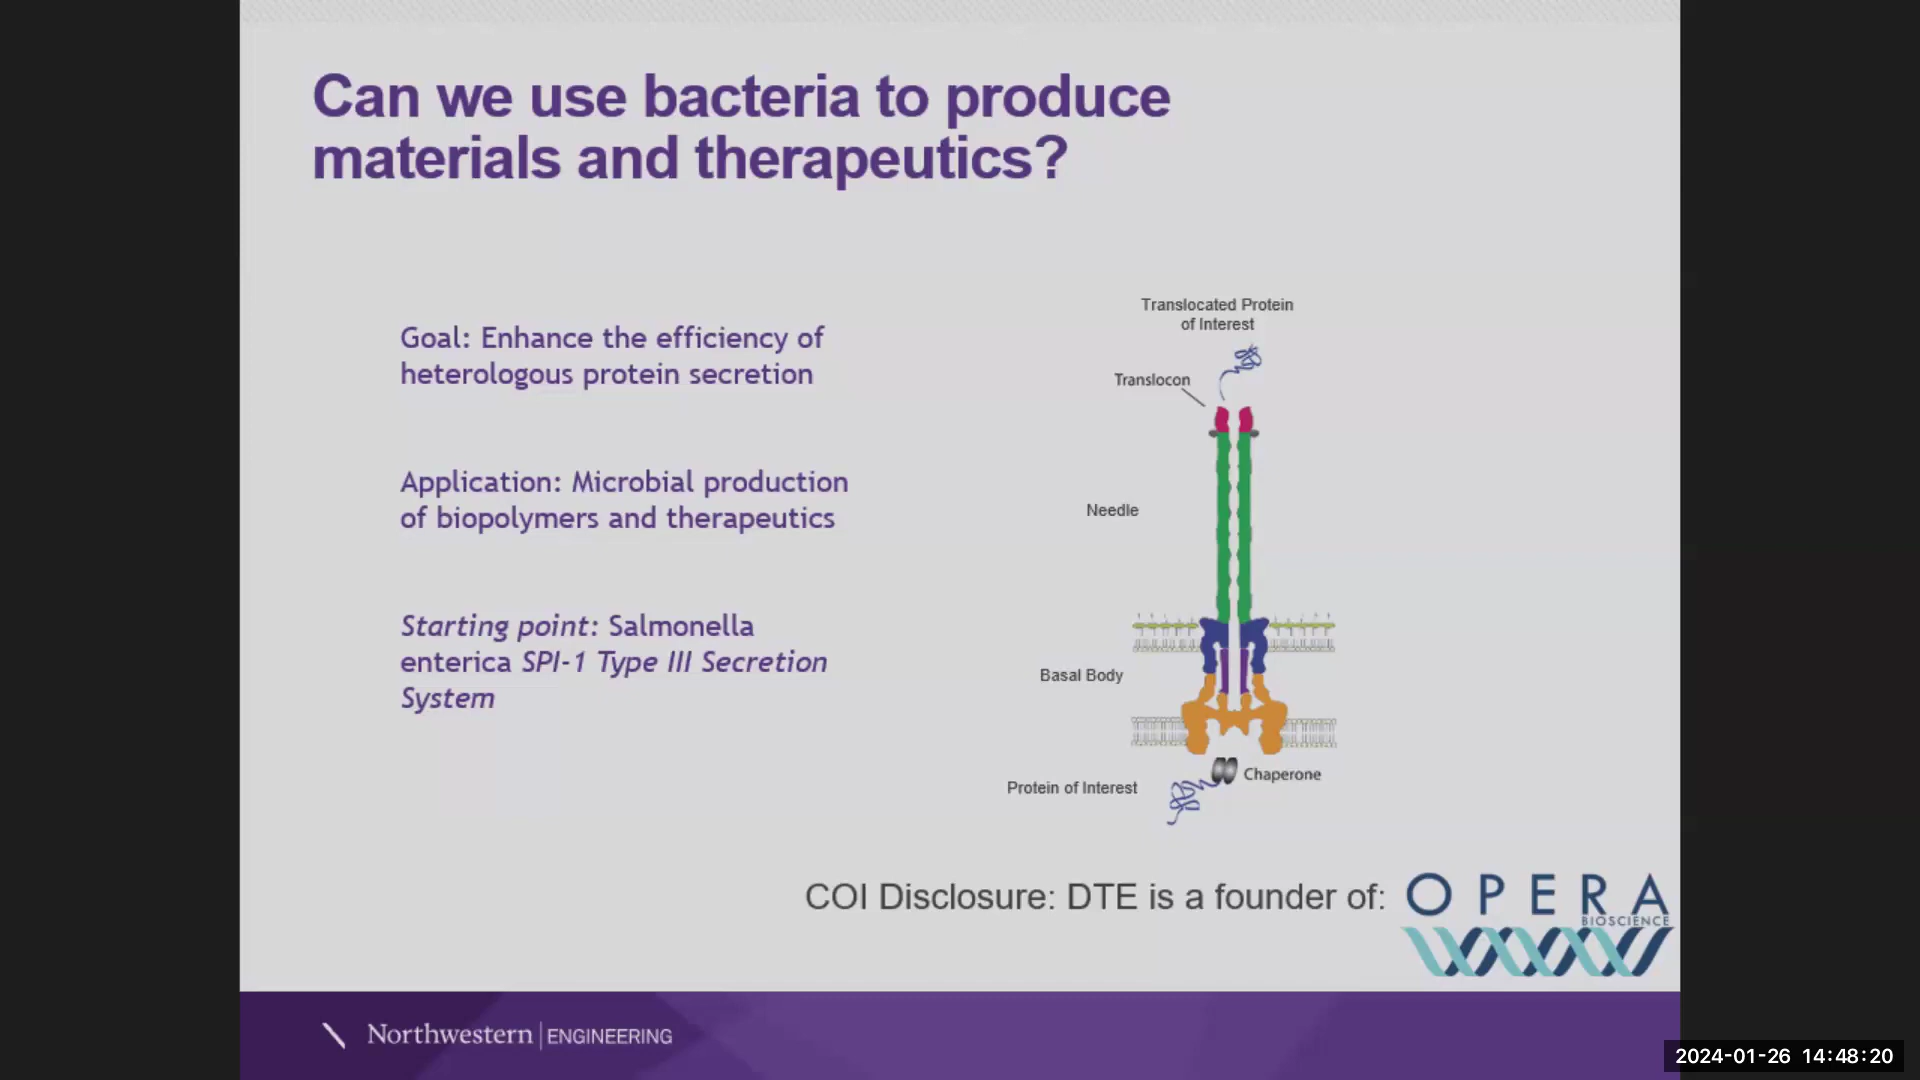 Can we use bacteria to produce
materials and therapeutics?
Goal: Enhance the efficiency of
heterologous protein secretion
Application: Microbial production
of biopolymers and therapeutics
Starting point: Salmonella
enterica SPI-1 Type III Secretion
System
Translocated Protein
of Interest
Translocon
Needle
Basal Body
Chaperone
Protein of Interest
COI Disclosure: DTE is a founder of:
OPERA
BIOSCIENCE
Northwestern | ENGINEERING
2024-01-26 14:48:20